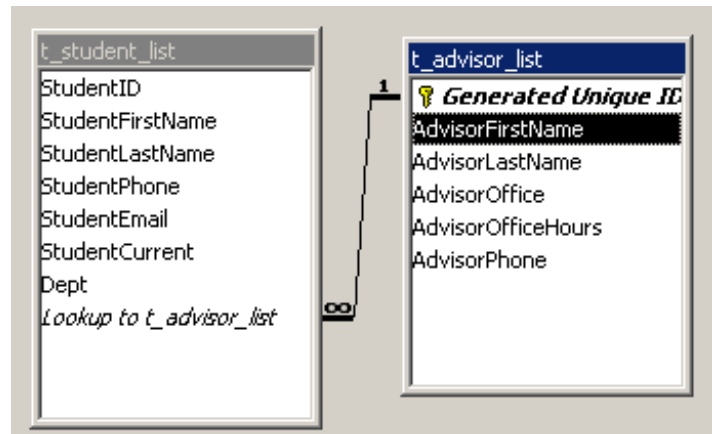 t_student_list
StudentID
StudentFirstName
StudentLastName
StudentPhone
StudentEmail
StudentCurrent
Dept
Lookup to t_advisor_list
1
∞
t_advisor_list
Generated Unique ID
AdvisorFirstName
AdvisorLastName
AdvisorOffice
AdvisorOfficeHours
AdvisorPhone